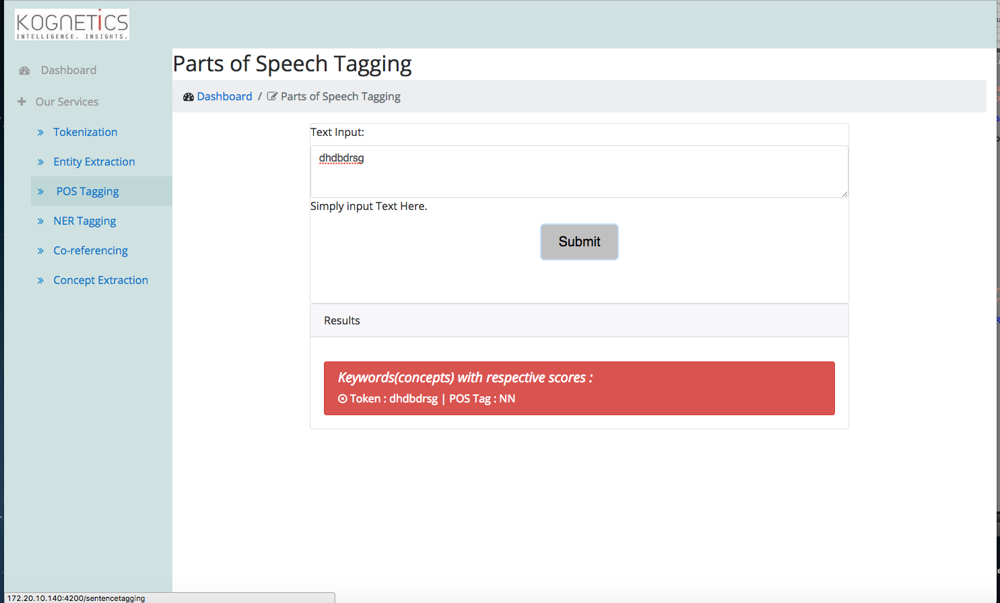 KOGNETiCS
INTELLIGENCE. INSIGHTS.
Dashboard
Our Services
Tokenization
Entity Extraction
POS Tagging
NER Tagging
Co-referencing
Concept Extraction
Parts of Speech Tagging
Dashboard / Parts of Speech Tagging
Text Input:
dhdbdrsg
Simply input Text Here.
Submit
Results
Keywords(concepts) with respective scores :
Token : dhdbdrsg | POS Tag : NN
172.20.10.140:4200/sentencetagging